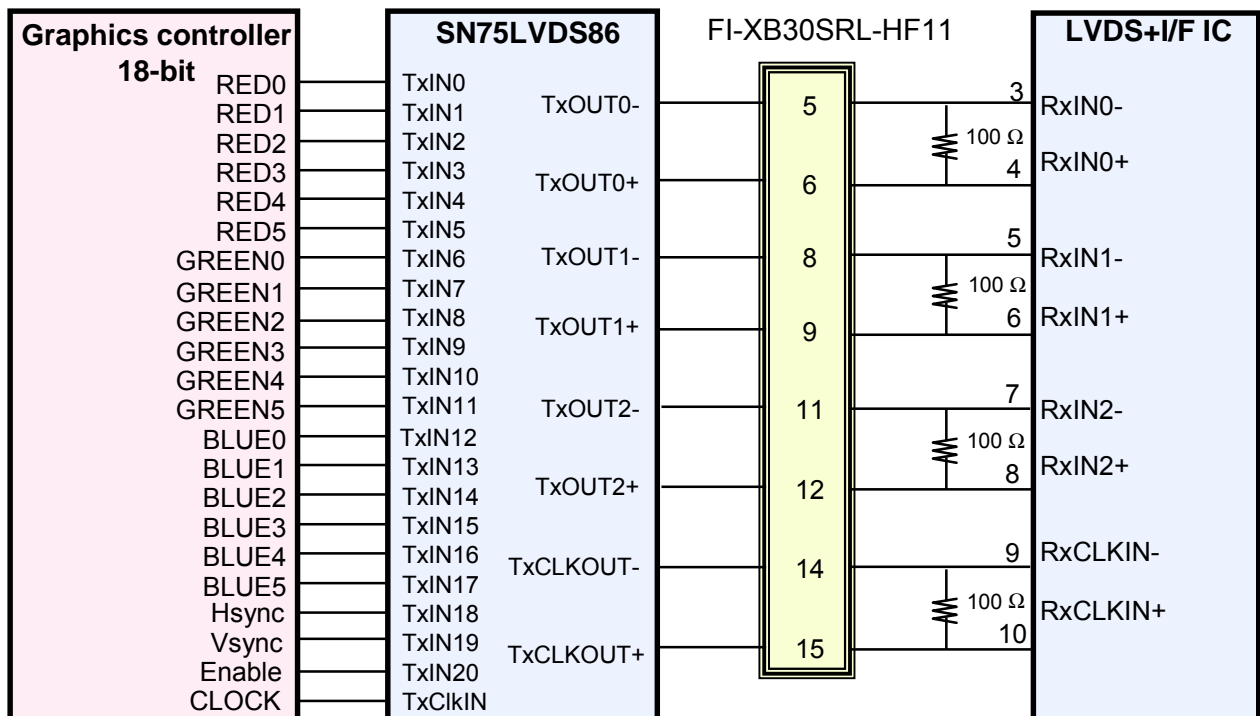 Graphics controller
18-bit
RED0
RED1
RED2
RED3
RED4
RED5
GREEN0
GREEN1
GREEN2
GREEN3
GREEN4
GREEN5
BLUE0
BLUE1
BLUE2
BLUE3
BLUE4
BLUE5
Hsync
Vsync
Enable
CLOCK
SN75LVDS86
TxIN0
TxIN1
TxIN2
TxIN3
TxIN4
TxIN5
TxIN6
TxIN7
TxIN8
TxIN9
TxIN10
TxIN11
TxIN12
TxIN13
TxIN14
TxIN15
TxIN16
TxIN17
TxIN18
TxIN19
TxIN20
TxClkIN
TxOUT0-
TxOUT0+
TxOUT1-
TxOUT1+
TxOUT2-
TxOUT2+
TxCLKOUT-
TxCLKOUT+
FI-XB30SRL-HF11
5
6
8
9
11
12
14
15
3
100 Ω
4
5
100 Ω
6
7
100 Ω
8
9
100 Ω
10
LVDS+I/F IC
RxIN0-
RxIN0+
RxIN1-
RxIN1+
RxIN2-
RxIN2+
RxCLKIN-
RxCLKIN+